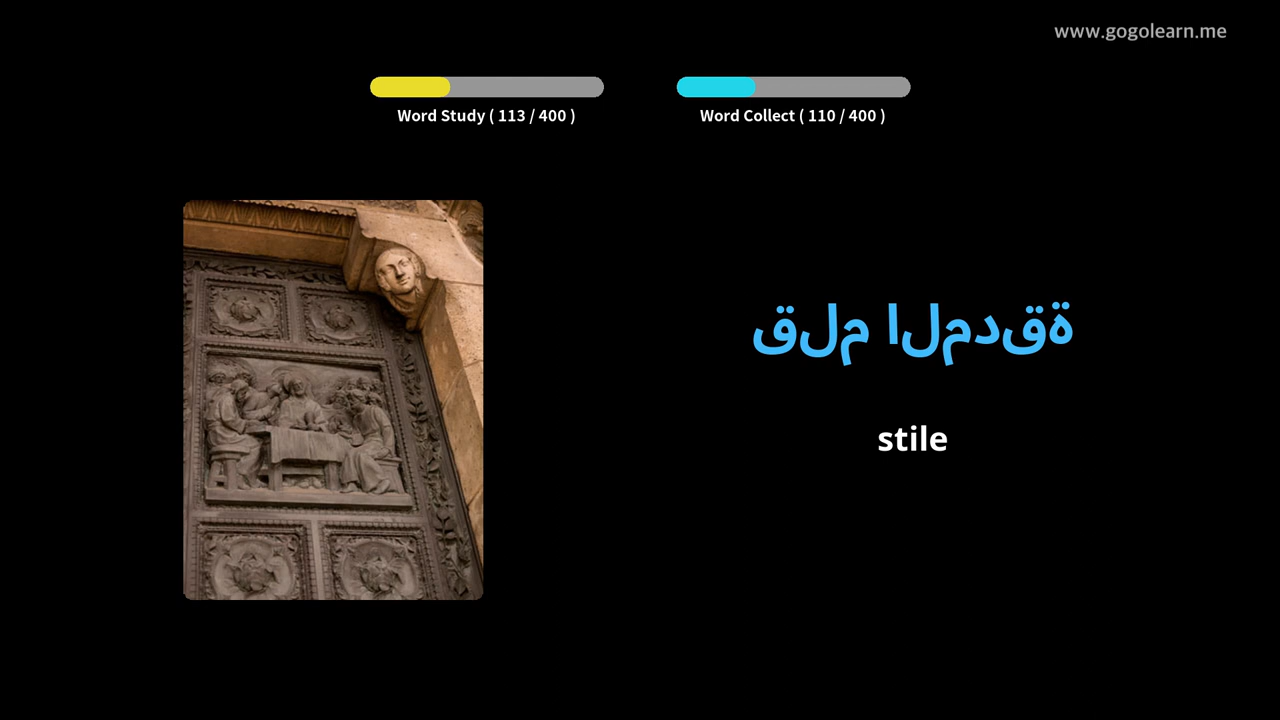 www.gogolearn.me
Word Study ( 113 / 400 )
Word Collect ( 110 / 400 )
قلم المدقة
stile